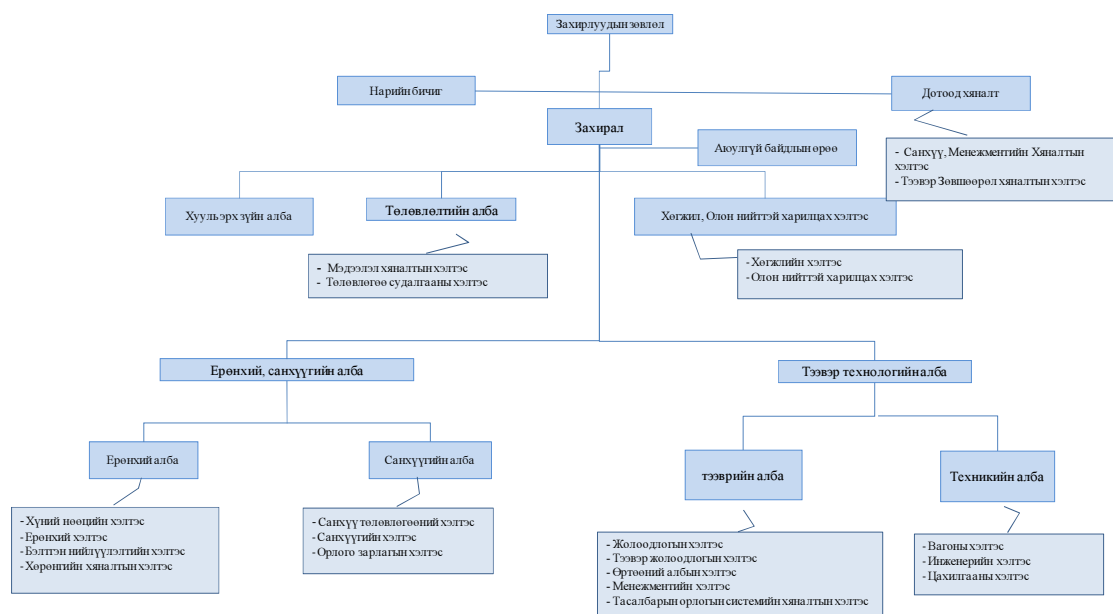 Захирлуудын зөвлөл
Нарийн бичиг
Дотоод хяналт
Захирал
Аюулгүй байдлын өрөө
- Санхүү, Менежментийн Хяналтын
хэлтэс
- Тээвэр Зөвшөөрөл хяналтын хэлтэс
Хууль эрх зүйн алба
Төлөвлөлтийн алба
Хөгжил, Олон нийттэй харилцах хэлтэс
- Мэдээлэл хяналтын хэлтэс
- Төлөвлөгөө судалгааны хэлтэс
- Хөгжлийн хэлтэс
- Олон нийттэй харилцах хэлтэс
Ерөнхий, санхүүгийн алба
Тээвэр технологийн алба
Ерөнхий алба
Санхүүгийн алба
тээврийн алба
Техникийн алба
- Хүний нөөцийн хэлтэс
- Ерөнхий хэлтэс
- Бэлтгэн нийлүүлэлтийн хэлтэс
- Хөрөнгийн хяналтын хэлтэс
- Санхүү төлөвлөгөөний хэлтэс
- Санхүүгийн хэлтэс
- Орлого зарлагын хэлтэс
- Жолоодлогын хэлтэс
- Тээвэр жолоодлогын хэлтэс
- Өртөөний албын хэлтэс
- Менежментийн хэлтэс
- Тасалбарын орлогын системийн хяналтын хэлтэс
- Вагоны хэлтэс
- Инженерийн хэлтэс
- Цахилгааны хэлтэс